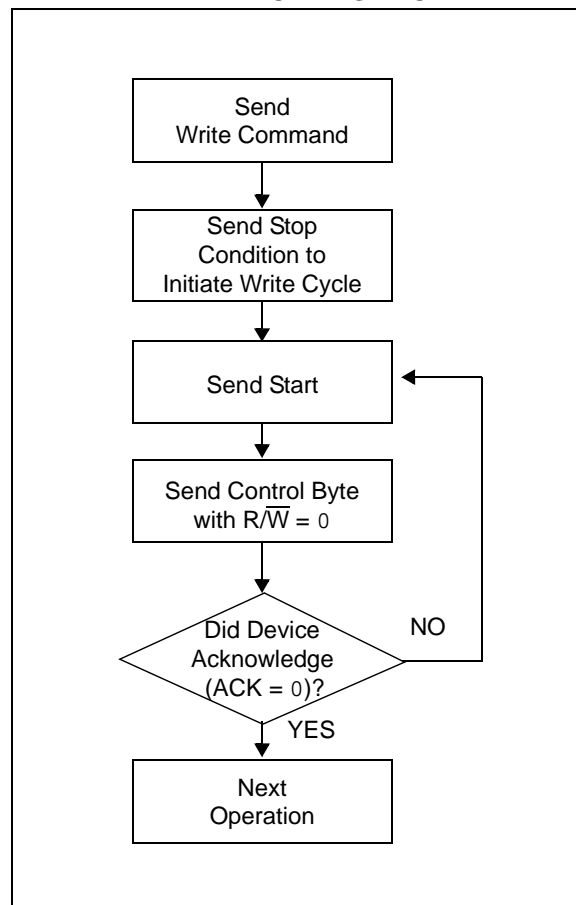 Send
Write Command
Send Stop
Condition to
Initiate Write Cycle
Send Start
Send Control Byte
with R/W̅ = 0
Did Device
Acknowledge
(ACK = 0)?
NO
YES
Next
Operation